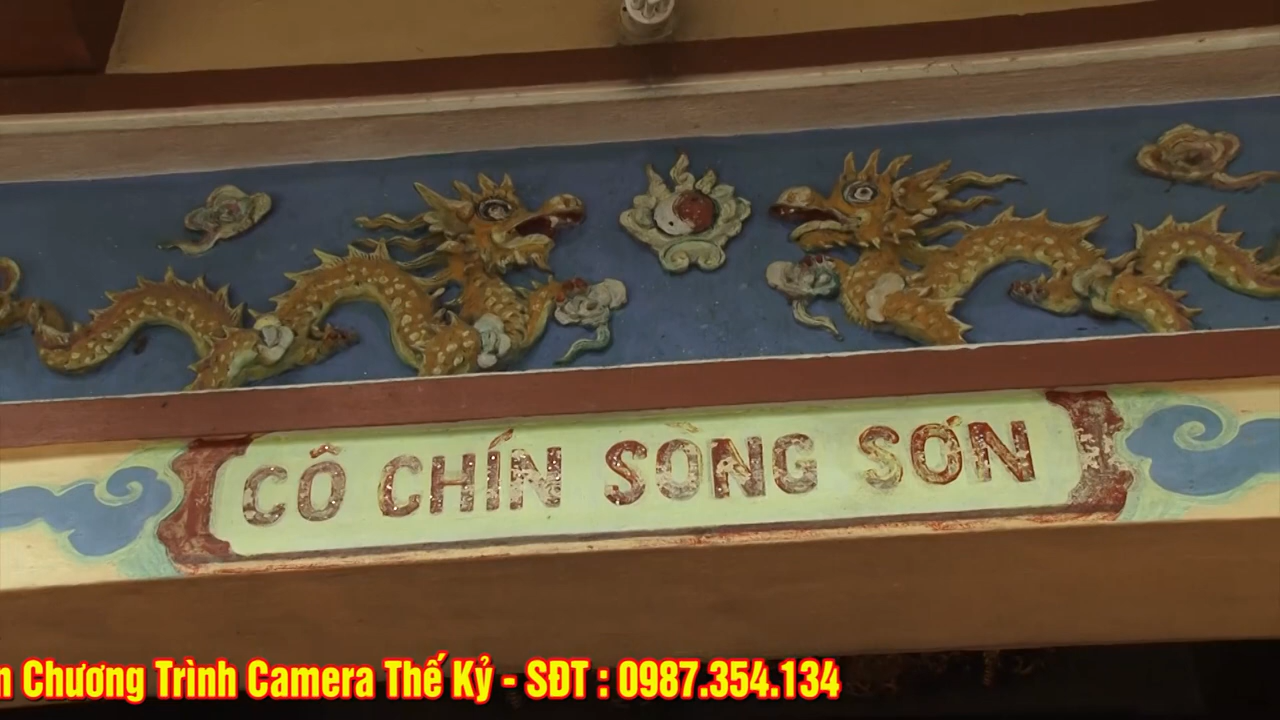 CÔ CHÍN SÒNG SƠN
Chương Trình Camera Thế Kỷ - SĐT : 0987.354.134